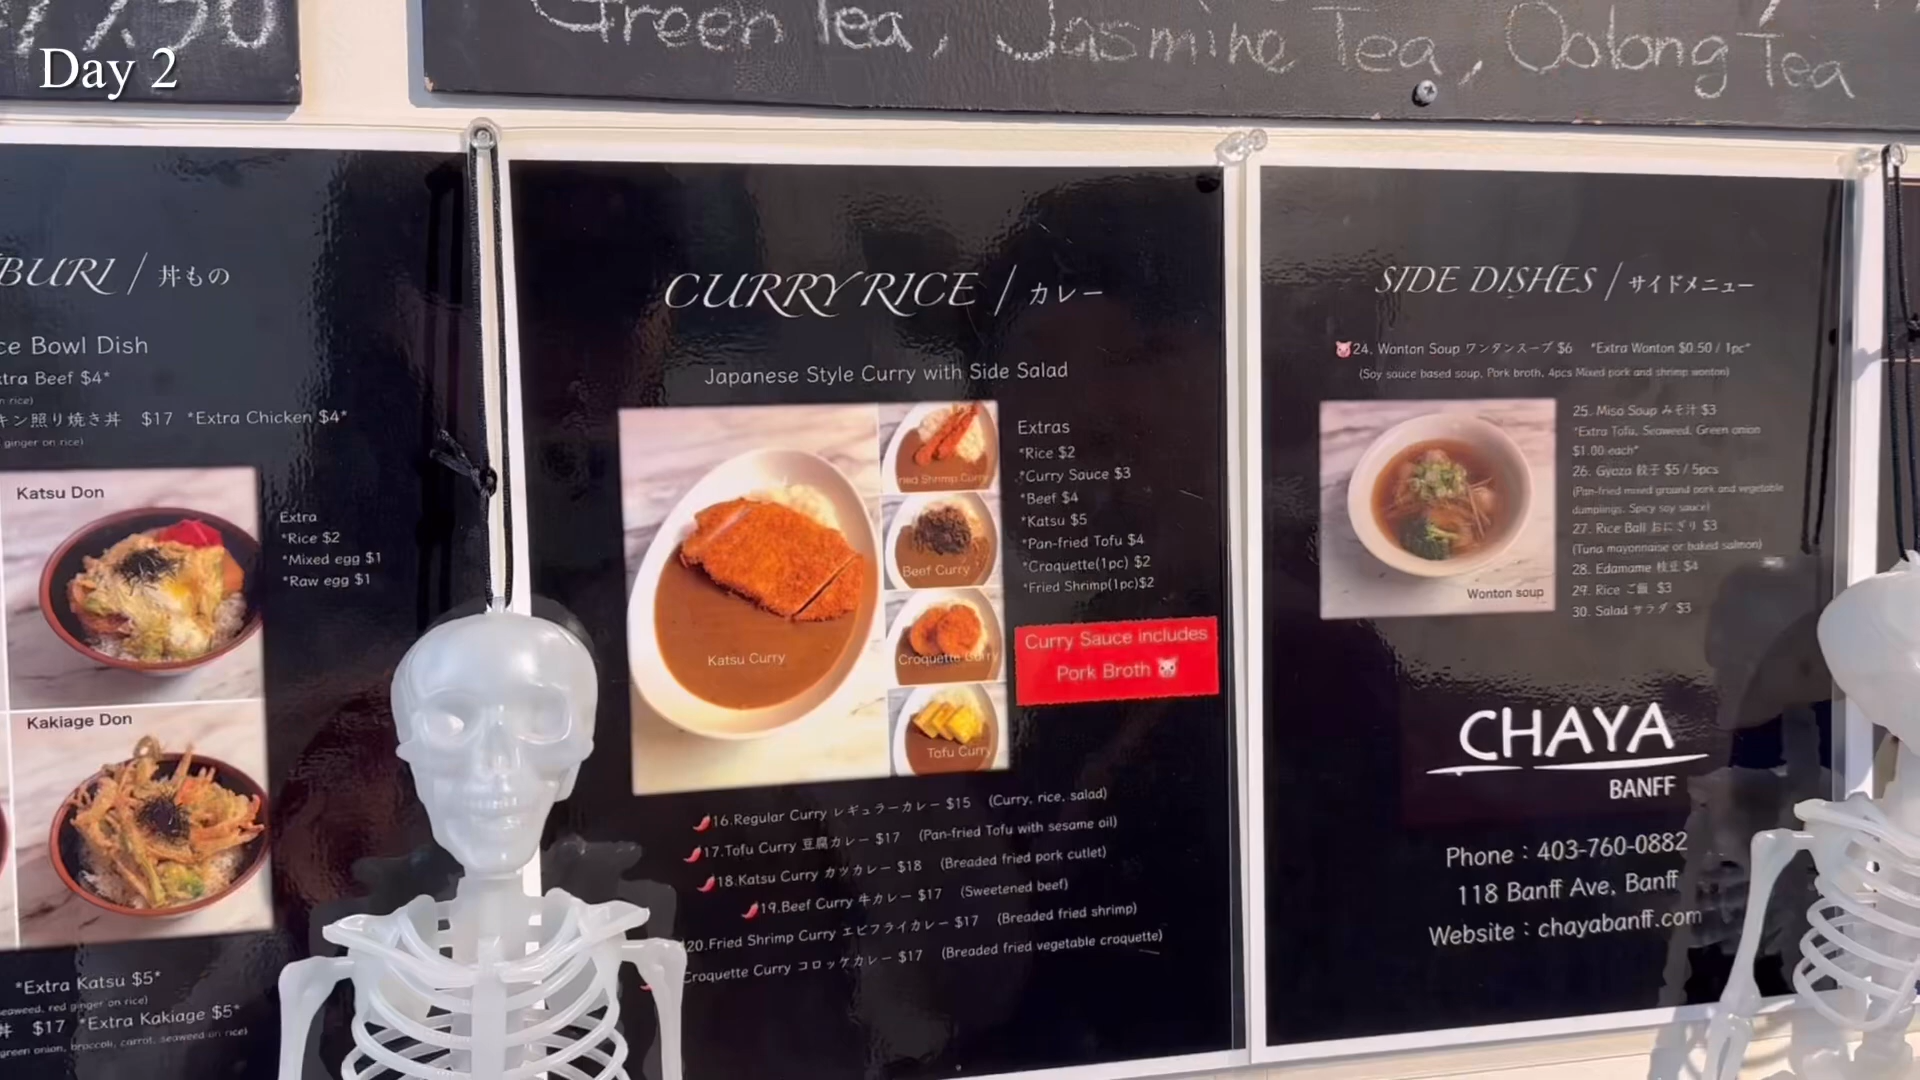 Day 2
Green Tea, Jasmine Tea, Oolong Tea
BURI / 丼もの
ce Bowl Dish
xtra Beef $4*
n rice)
キン照り焼き丼 $17 *Extra Chicken $4*
ginger on rice)
Katsu Don
Extra
*Rice $2
*Mixed egg $1
*Raw egg $1
Kakiage Don
*Extra Katsu $5*
eaweed, red ginger on rice)
丼 $17 *Extra Kakiage $5*
green onion, broccoli, carrot, seaweed on rice)
CURRY RICE / カレー
Japanese Style Curry with Side Salad
ried Shrimp Curry
Beef Curry
Katsu Curry
Croquette Curry
Tofu Curry
Extras
*Rice $2
*Curry Sauce $3
*Beef $4
*Katsu $5
*Pan-fried Tofu $4
*Croquette(1pc) $2
*Fried Shrimp(1pc)$2
Curry Sauce includes
Pork Broth
16.Regular Curry レギュラーカレー $15 (Curry, rice, salad)
17.Tofu Curry 豆腐カレー $17 (Pan-fried Tofu with sesame oil)
18.Katsu Curry カツカレー $18 (Breaded fried pork cutlet)
19.Beef Curry 牛カレー $17 (Sweetened beef)
20.Fried Shrimp Curry エビフライカレー $17 (Breaded fried shrimp)
Croquette Curry コロッケカレー $17 (Breaded fried vegetable croquette)
SIDE DISHES / サイドメニュー
24. Wonton Soup ワンタンスープ $6 *Extra Wonton $0.50 / 1pc*
(Soy sauce based soup, Pork broth, 4pcs Mixed pork and shrimp wonton)
Wonton soup
25. Miso Soup みそ汁 $3
*Extra Tofu, Seaweed, Green onion
$1.00 each*
26. Gyoza 餃子 $5 / 5pcs
(Pan-fried mixed ground pork and vegetable
dumplings. Spicy soy sauce)
27. Rice Ball おにぎり $3
(Tuna mayonnaise or baked salmon)
28. Edamame 枝豆 $4
29. Rice ご飯 $3
30. Salad サラダ $3
CHAYA
BANFF
Phone : 403-760-0882
118 Banff Ave, Banff
Website : chayabanff.com